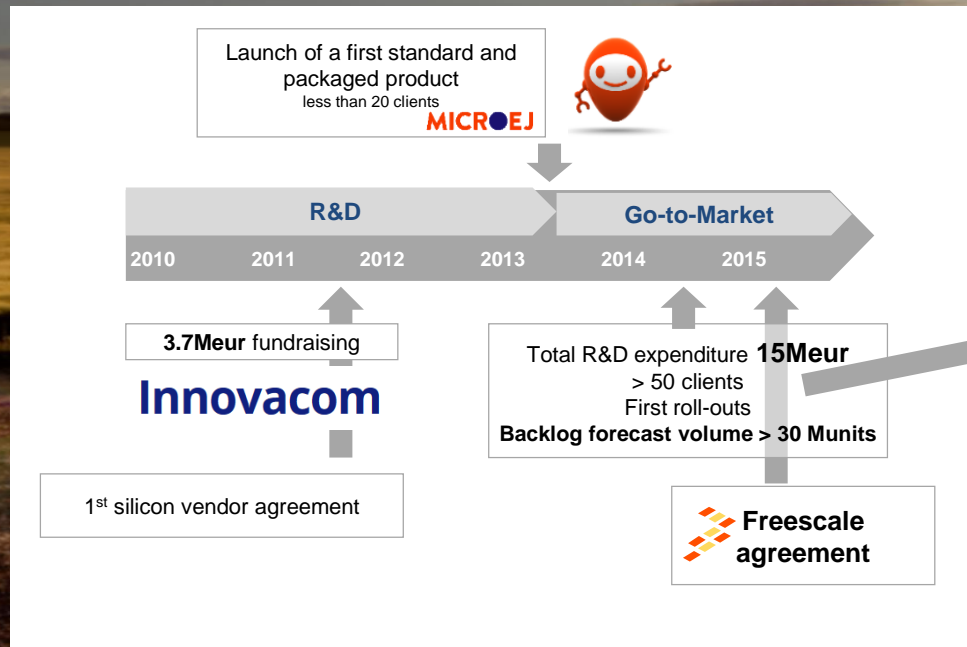 Launch of a first standard and
packaged product
less than 20 clients
MICROEJ
R&D
Go-to-Market
2010 2011 2012 2013 2014 2015
3.7Meur fundraising
Innovacom
1st silicon vendor agreement
Total R&D expenditure 15Meur
> 50 clients
First roll-outs
Backlog forecast volume > 30 Munits
Freescale
agreement